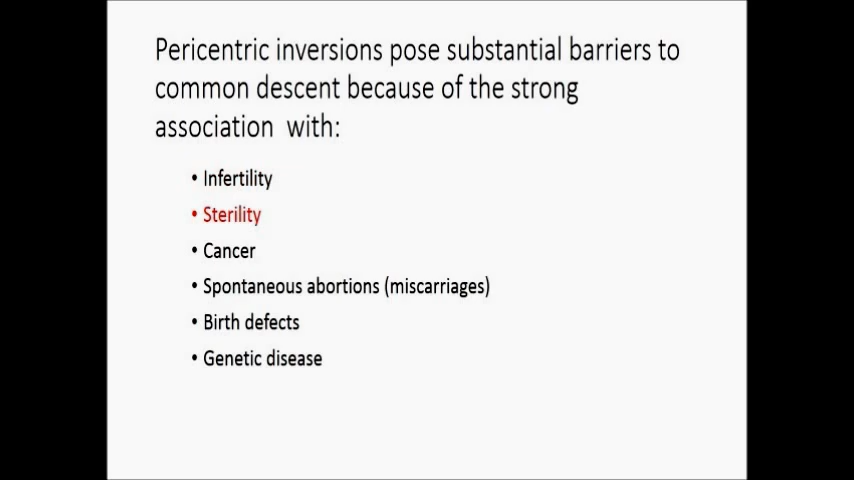 Pericentric inversions pose substantial barriers to
common descent because of the strong
association with:
• Infertility
• Sterility
• Cancer
• Spontaneous abortions (miscarriages)
• Birth defects
• Genetic disease